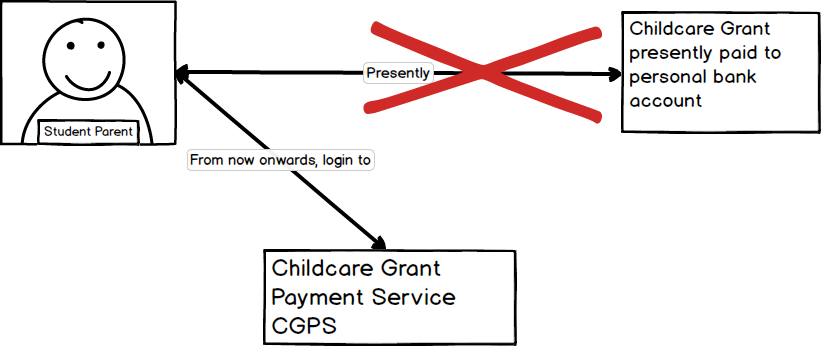 Childcare Grant
presently paid to
personal bank
account
Presently
Student Parent
From now onwards, login to
Childcare Grant
Payment Service
CGPS